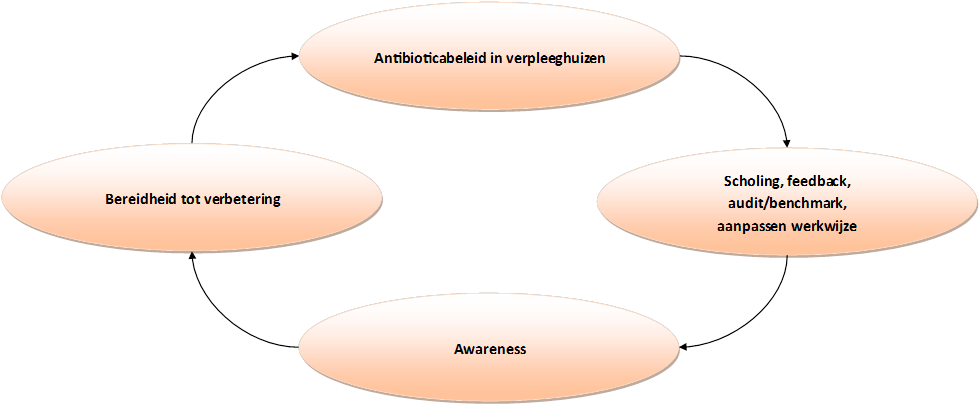 Antibioticabeleid in verpleeghuizen
Bereidheid tot verbetering
Scholing, feedback,
audit/benchmark,
aanpassen werkwijze
Awareness